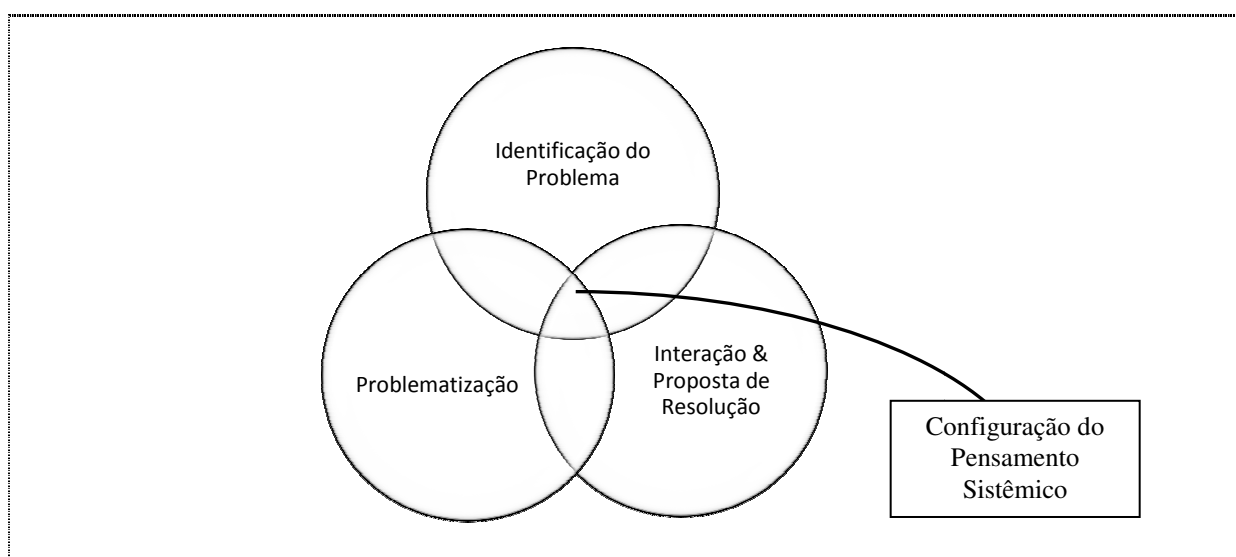 Identificação do
Problema
Problematização
Interação &
Proposta de
Resolução
Configuração do
Pensamento
Sistêmico